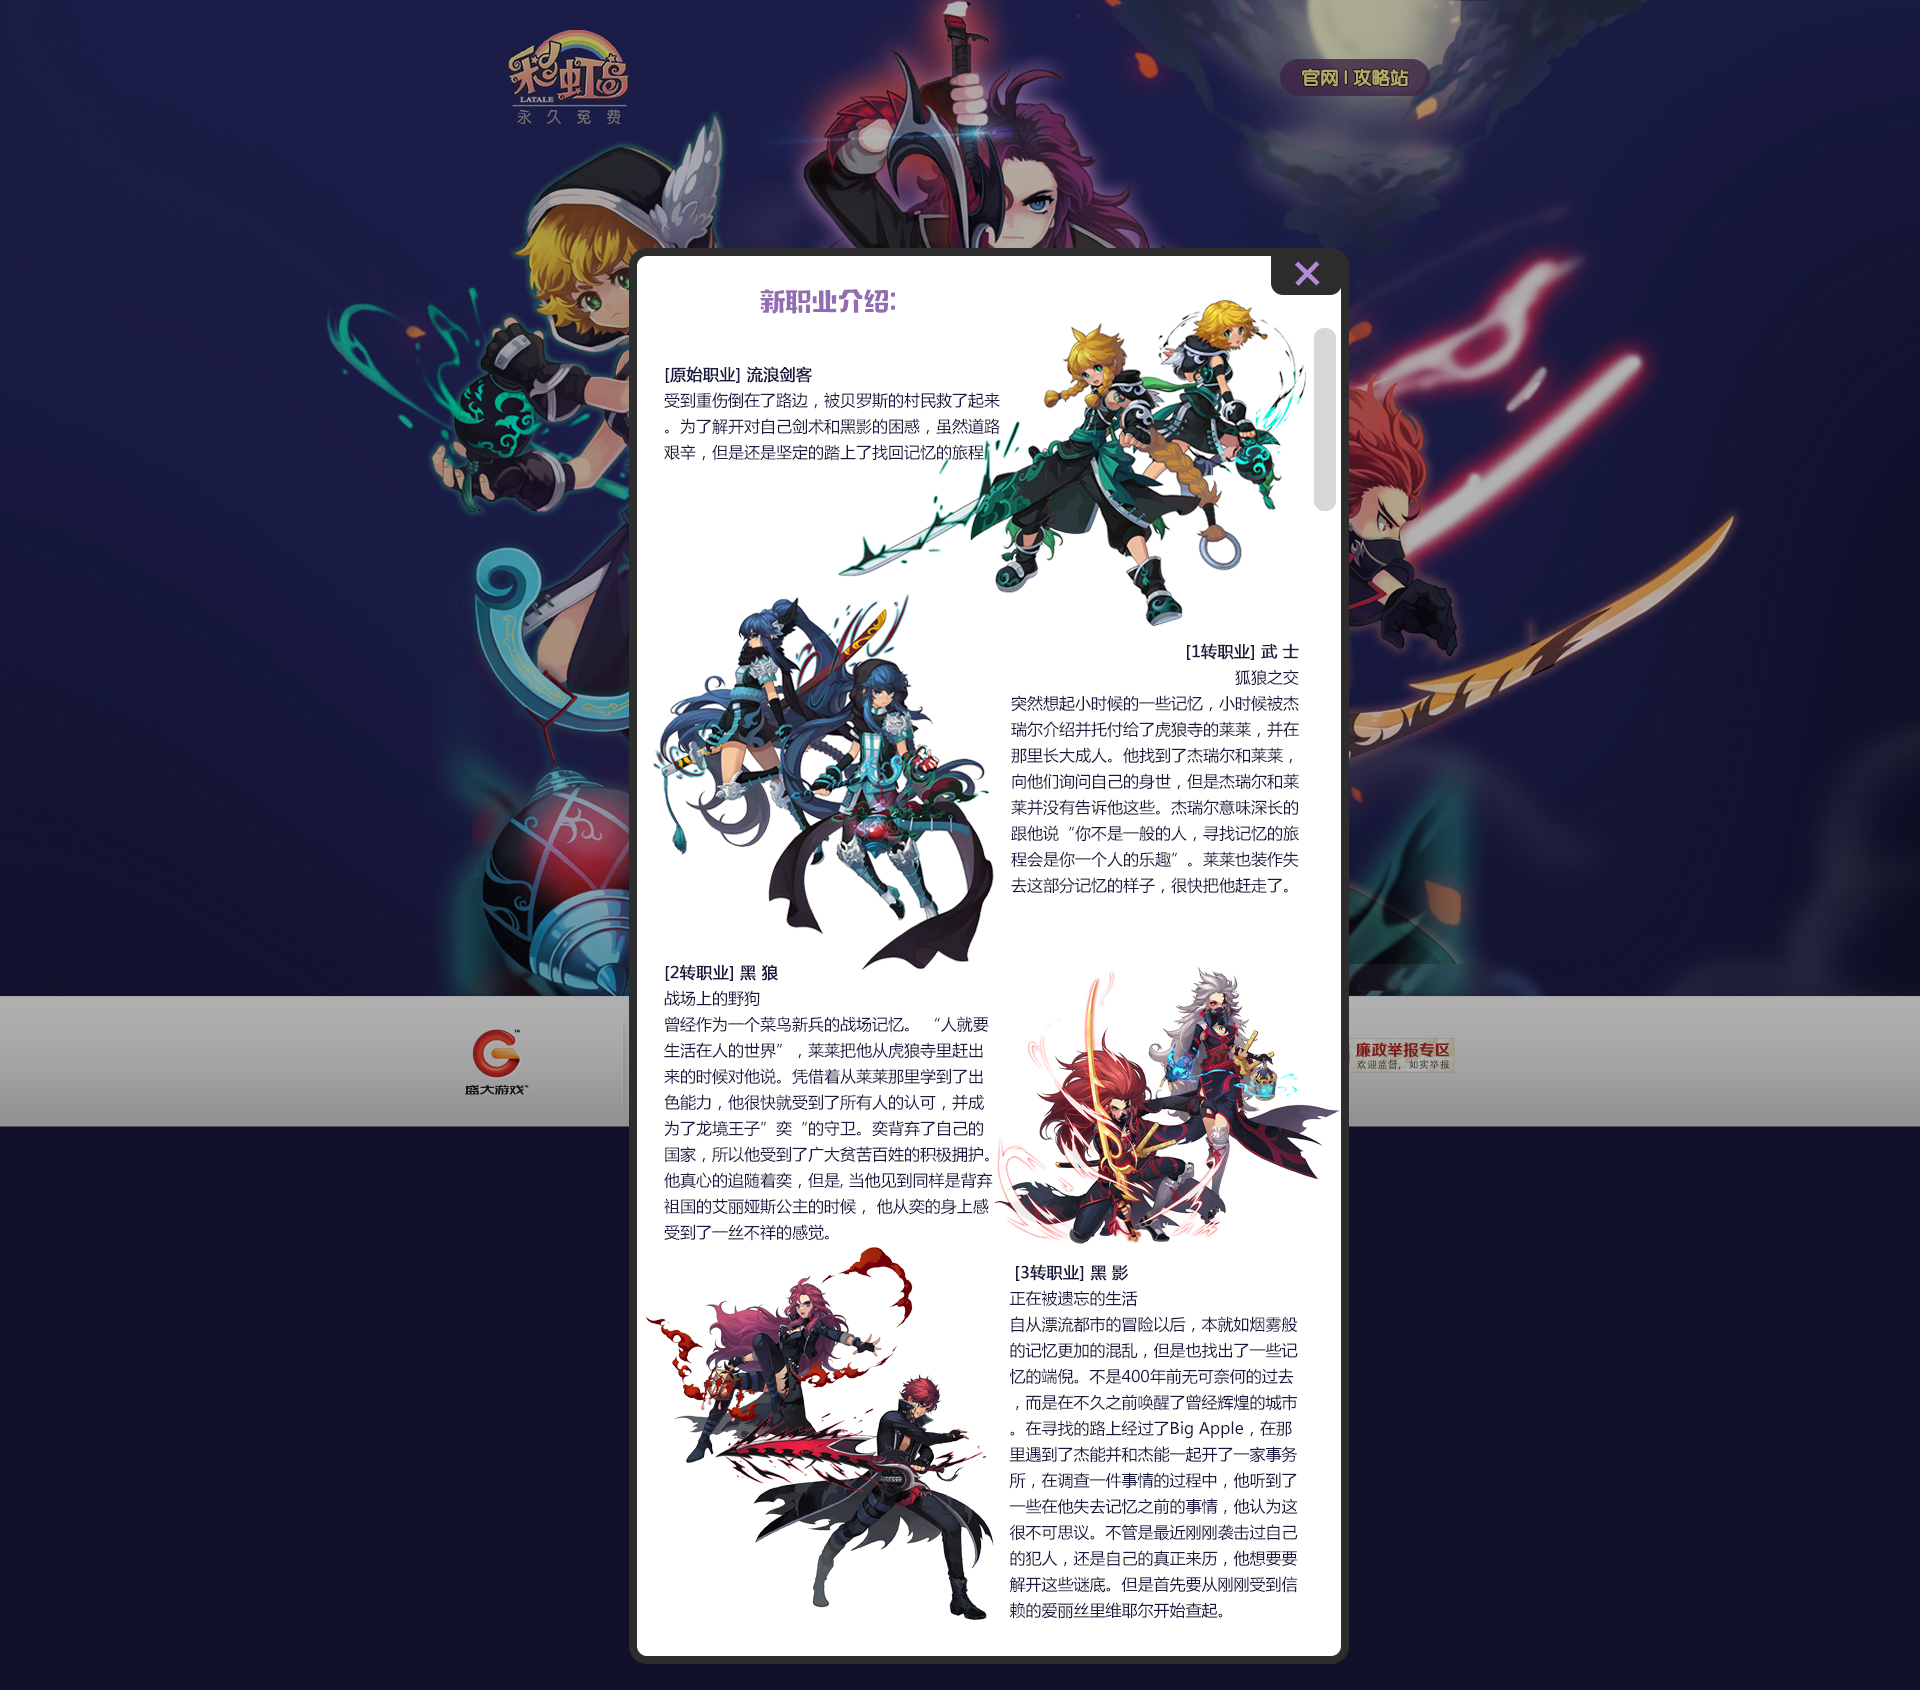 彩虹岛
LATALE
永久免费
官网 | 攻略站
新职业介绍:
[原始职业] 流浪剑客
受到重伤倒在了路边，被贝罗斯的村民救了起来
。为了解开对自己剑术和黑影的困惑，虽然道路
艰辛，但是还是坚定的踏上了找回记忆的旅程
[1转职业] 武 士
狐狼之交
突然想起小时候的一些记忆，小时候被杰
瑞尔介绍并托付给了虎狼寺的莱莱，并在
那里长大成人。他找到了杰瑞尔和莱莱，
向他们询问自己的身世，但是杰瑞尔和莱
莱并没有告诉他这些。杰瑞尔意味深长的
跟他说“你不是一般的人，寻找记忆的旅
程会是你一个人的乐趣”。莱莱也装作失
去这部分记忆的样子，很快把他赶走了。
[2转职业] 黑 狼
战场上的野狗
曾经作为一个菜鸟新兵的战场记忆。 “人就要
生活在人的世界”，莱莱把他从虎狼寺里赶出
来的时候对他说。凭借着从莱莱那里学到了出
色能力，他很快就受到了所有人的认可，并成
为了龙境王子”奕“的守卫。奕背弃了自己的
国家，所以他受到了广大贫苦百姓的积极拥护。
他真心的追随着奕，但是, 当他见到同样是背弃
祖国的艾丽娅斯公主的时候， 他从奕的身上感
受到了一丝不祥的感觉。
[3转职业] 黑 影
正在被遗忘的生活
自从漂流都市的冒险以后，本就如烟雾般
的记忆更加的混乱，但是也找出了一些记
忆的端倪。不是400年前无可奈何的过去
，而是在不久之前唤醒了曾经辉煌的城市
。在寻找的路上经过了Big Apple，在那
里遇到了杰能并和杰能一起开了一家事务
所，在调查一件事情的过程中，他听到了
一些在他失去记忆之前的事情，他认为这
很不可思议。不管是最近刚刚袭击过自己
的犯人，还是自己的真正来历，他想要要
解开这些谜底。但是首先要从刚刚受到信
赖的爱丽丝里维耶尔开始查起。
盛大游戏™
廉政举报专区
欢迎监督，如实举报